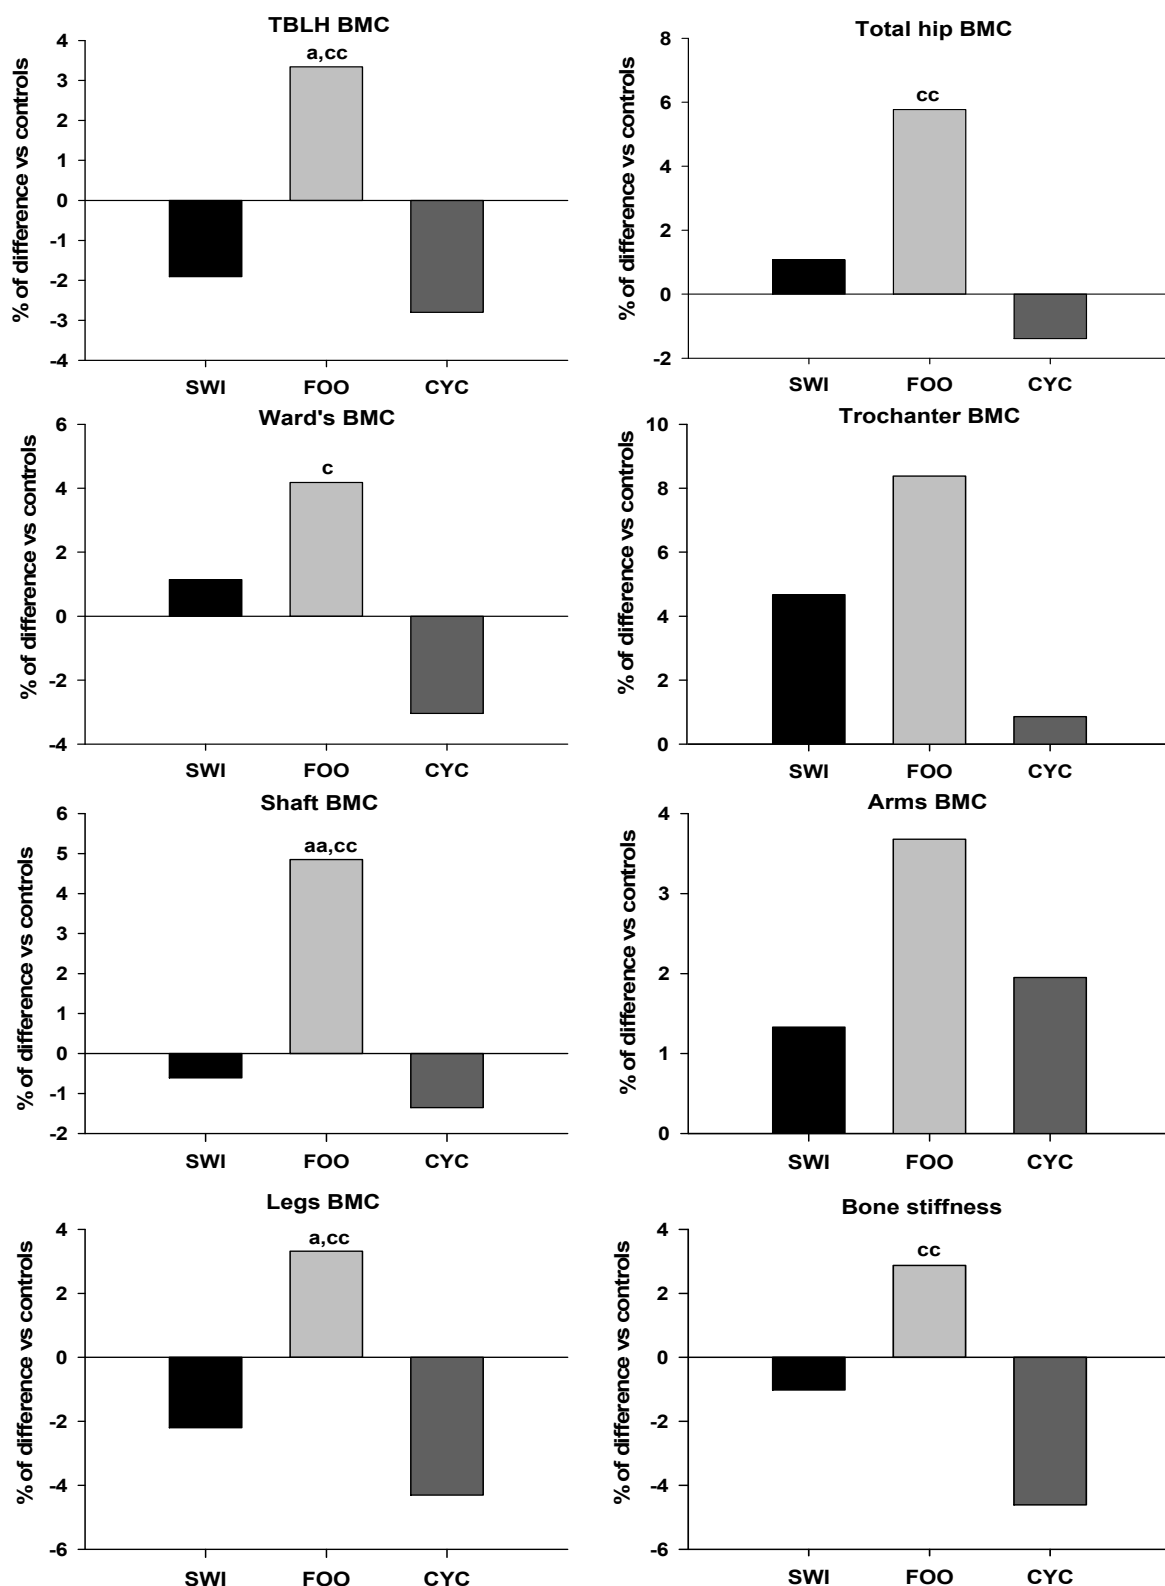 TBLH BMC
% of difference vs controls
4
3
2
1
0
-1
-2
-3
-4
a,cc
SWI FOO CYC
Total hip BMC
% of difference vs controls
8
6
4
2
0
-2
cc
SWI FOO CYC
Ward's BMC
% of difference vs controls
6
4
2
0
-2
-4
c
SWI FOO CYC
Trochanter BMC
% of difference vs controls
10
8
6
4
2
0
SWI FOO CYC
Shaft BMC
% of difference vs controls
6
5
4
3
2
1
0
-1
-2
aa,cc
SWI FOO CYC
Arms BMC
% of difference vs controls
4
3
2
1
0
SWI FOO CYC
Legs BMC
% of difference vs controls
4
2
0
-2
-4
-6
a,cc
SWI FOO CYC
Bone stiffness
% of difference vs controls
4
2
0
-2
-4
-6
cc
SWI FOO CYC